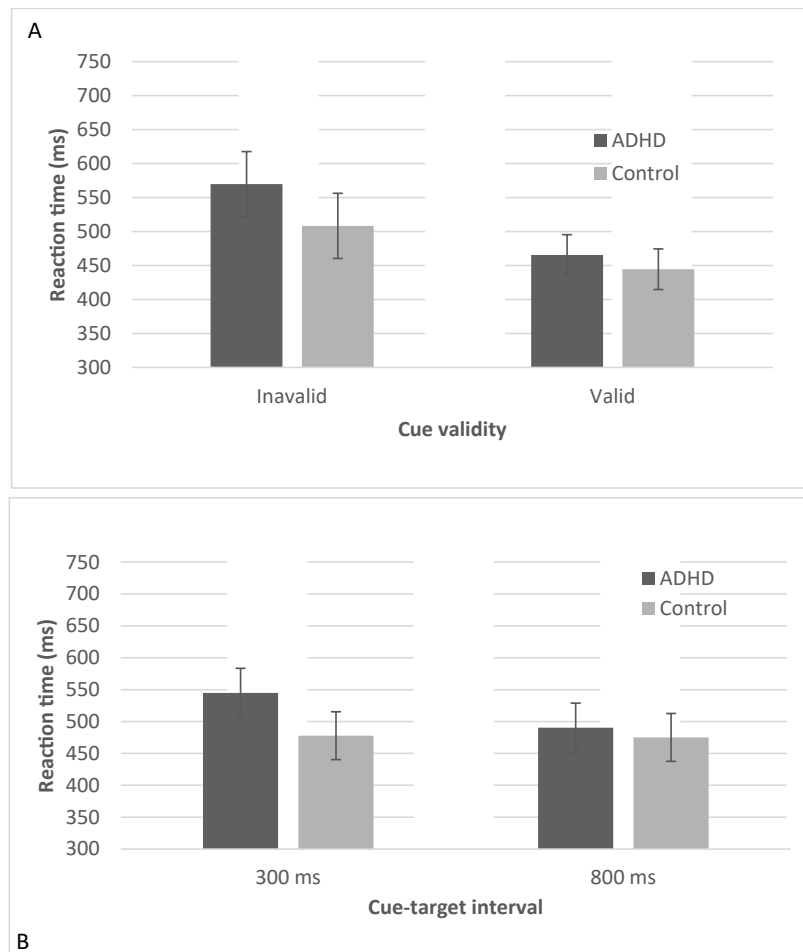 A
750
700
650
600
550
500
450
400
350
300
Reaction time (ms)
ADHD
Control
Inavalid Valid
Cue validity
750
700
650
600
550
500
450
400
350
300
Reaction time (ms)
ADHD
Control
300 ms 800 ms
Cue-target interval
B